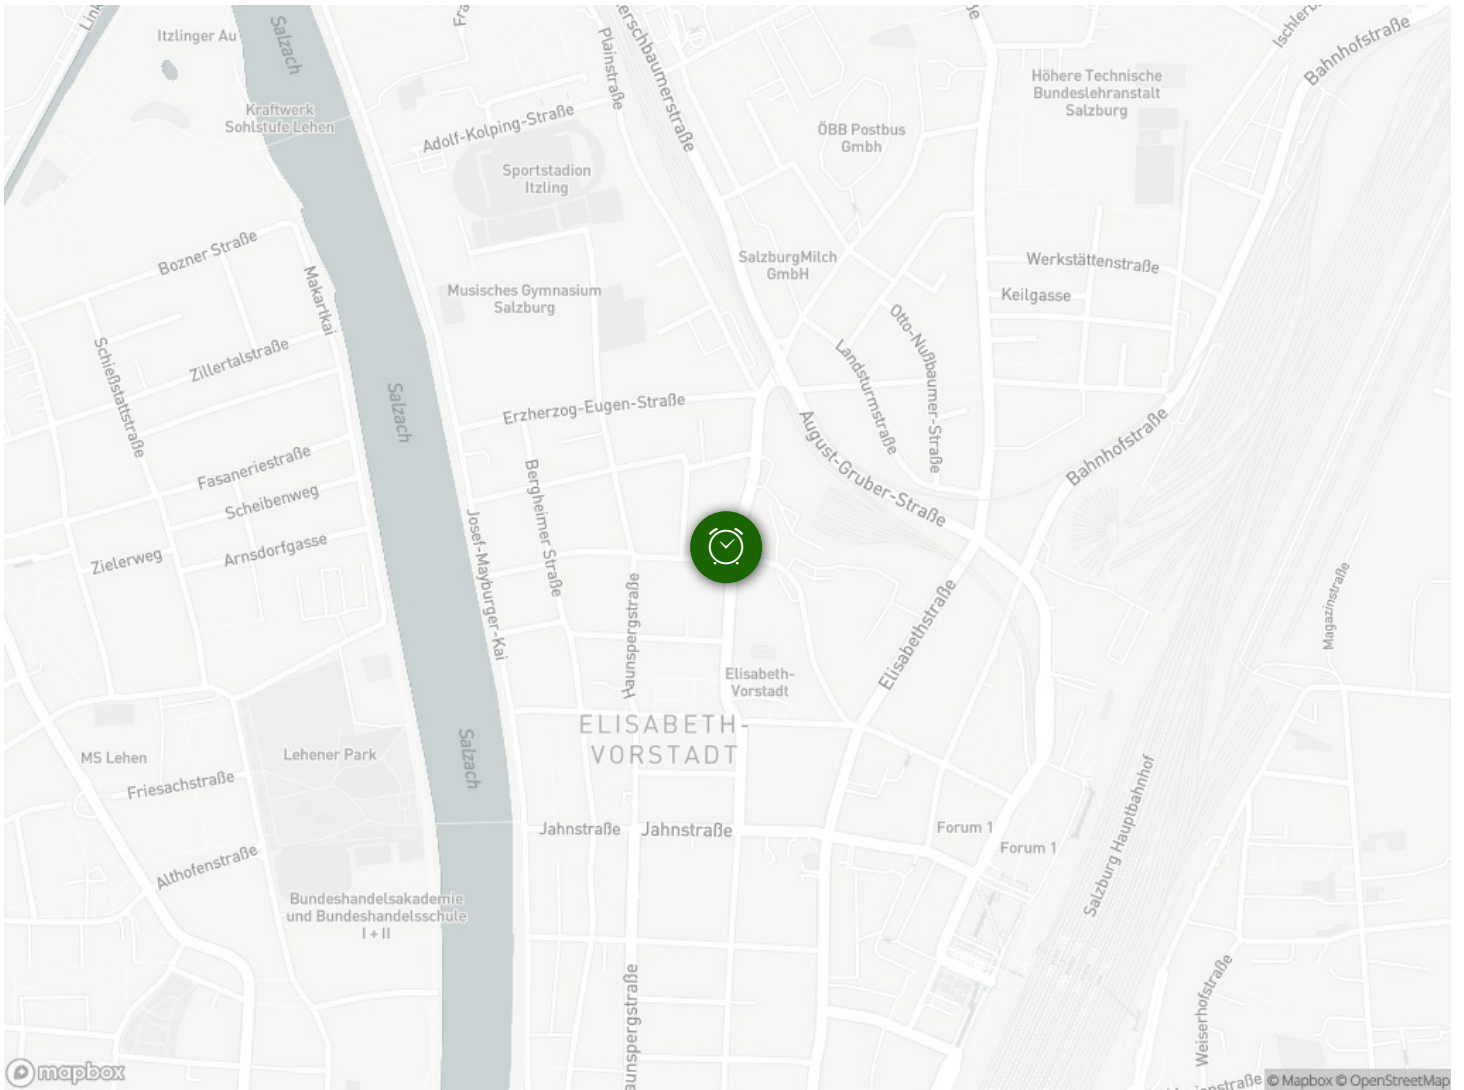 Itzlinger Au
Salzach
Kraftwerk
Sohlstufe Lehen
Adolf-Kolping-Straße
Plainstraße
Sportstadion
Itzling
ÖBB Postbus
Gmbh
Höhere Technische
Bundeslehranstalt
Salzburg
Bahnhofstraße
Bozner Straße
Makartkai
Musisches Gymnasium
Salzburg
SalzburgMilch
GmbH
Werkstättenstraße
Keilgasse
Otto-Nußbaumer-Straße
Landsturmstraße
Schießstattstraße
Zillertalstraße
Salzach
Erzherzog-Eugen-Straße
August-Gruber-Straße
Bahnhofstraße
Fasaneriestraße
Scheibenweg
Bergheimer Straße
Josef-Mayburger-Kai
Zielerweg
Arnsdorfgasse
Haunspergstraße
Elisabethstraße
Magazinstraße
Elisabeth-
Vorstadt
ELISABETH-
VORSTADT
MS Lehen
Lehener Park
Salzach
Friesachstraße
Jahnstraße
Jahnstraße
Forum 1
Forum 1
Salzburg Hauptbahnhof
Althofenstraße
Bundeshandelsakademie
und Bundeshandelsschule
I + II
Weiserhofstraße
mapbox
© Mapbox © OpenStreetMap